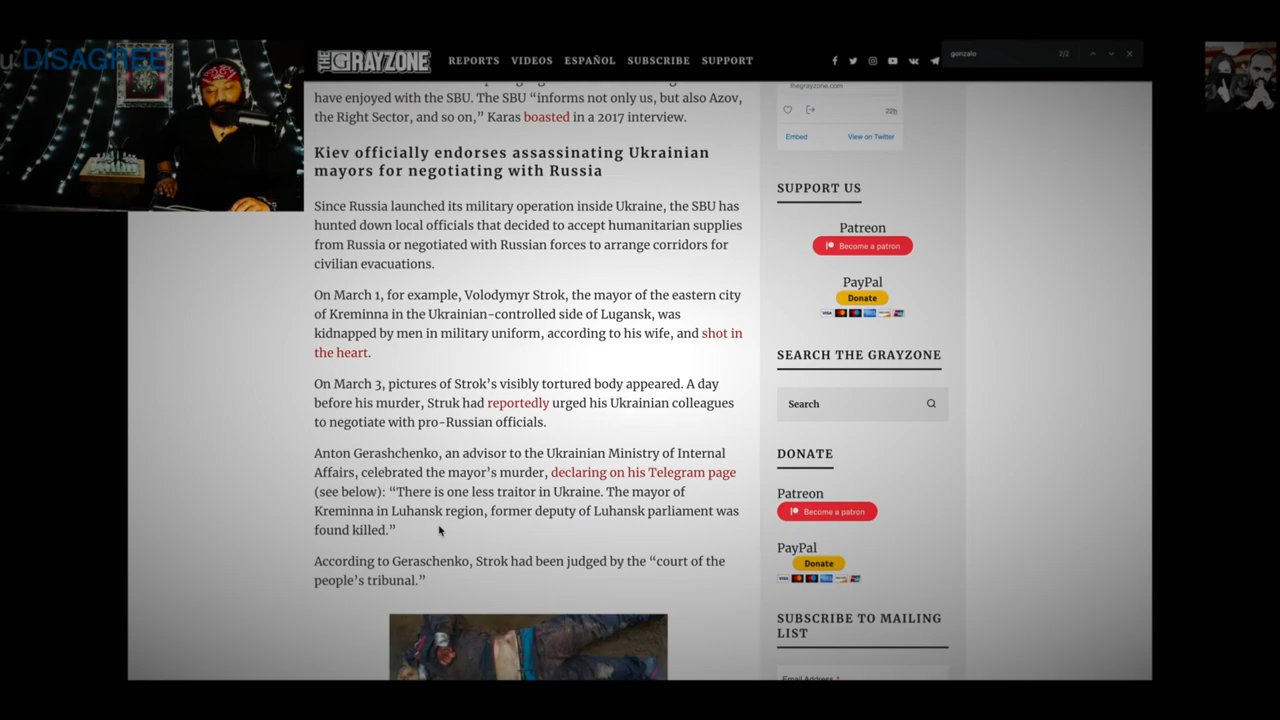 u DISAGREE
THE GRAYZONE
REPORTS VIDEOS ESPAÑOL SUBSCRIBE SUPPORT
gonzalo 2/2
have enjoyed with the SBU. The SBU “informs not only us, but also Azov,
the Right Sector, and so on,” Karas boasted in a 2017 interview.
Kiev officially endorses assassinating Ukrainian
mayors for negotiating with Russia
Since Russia launched its military operation inside Ukraine, the SBU has
hunted down local officials that decided to accept humanitarian supplies
from Russia or negotiated with Russian forces to arrange corridors for
civilian evacuations.
On March 1, for example, Volodymyr Strok, the mayor of the eastern city
of Kreminna in the Ukrainian-controlled side of Lugansk, was
kidnapped by men in military uniform, according to his wife, and shot in
the heart.
On March 3, pictures of Strok’s visibly tortured body appeared. A day
before his murder, Struk had reportedly urged his Ukrainian colleagues
to negotiate with pro-Russian officials.
Anton Gerashchenko, an advisor to the Ukrainian Ministry of Internal
Affairs, celebrated the mayor’s murder, declaring on his Telegram page
(see below): “There is one less traitor in Ukraine. The mayor of
Kreminna in Luhansk region, former deputy of Luhansk parliament was
found killed.”
According to Geraschenko, Strok had been judged by the “court of the
people’s tribunal.”
thegrayzone.com
22h
Embed View on Twitter
SUPPORT US
Patreon
Become a patron
PayPal
Donate
SEARCH THE GRAYZONE
Search
DONATE
Patreon
Become a patron
PayPal
Donate
SUBSCRIBE TO MAILING
LIST
Email Address *